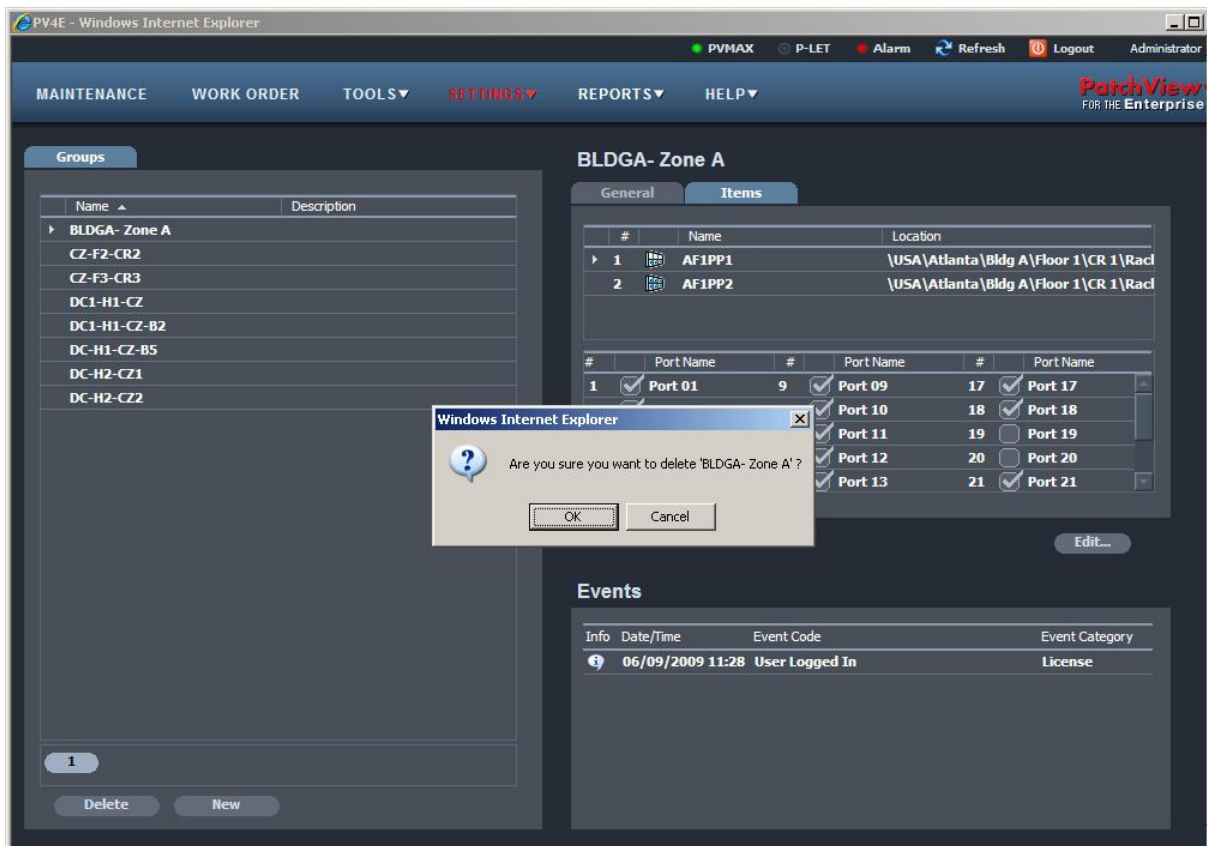 PV4E - Windows Internet Explorer
PVMAX P-LET Alarm Refresh Logout Administrator
MAINTENANCE WORK ORDER TOOLS▼ SETTINGS▼ REPORTS▼ HELP▼
PatchView
FOR THE Enterprise
Groups
Name Description
BLDGA- Zone A
CZ-F2-CR2
CZ-F3-CR3
DC1-H1-CZ
DC1-H1-CZ-B2
DC-H1-CZ-B5
DC-H2-CZ1
DC-H2-CZ2
1
Delete New
BLDGA- Zone A
General Items
# Name Location
1 AF1PP1 \USA\Atlanta\Bldg A\Floor 1\CR 1\Racl
2 AF1PP2 \USA\Atlanta\Bldg A\Floor 1\CR 1\Racl
# Port Name # Port Name # Port Name
1 Port 01 9 Port 09 17 Port 17
Port 10 18 Port 18
Port 11 19 Port 19
Port 12 20 Port 20
Port 13 21 Port 21
Windows Internet Explorer
Are you sure you want to delete 'BLDGA- Zone A' ?
OK Cancel
Edit...
Events
Info Date/Time Event Code Event Category
06/09/2009 11:28 User Logged In License